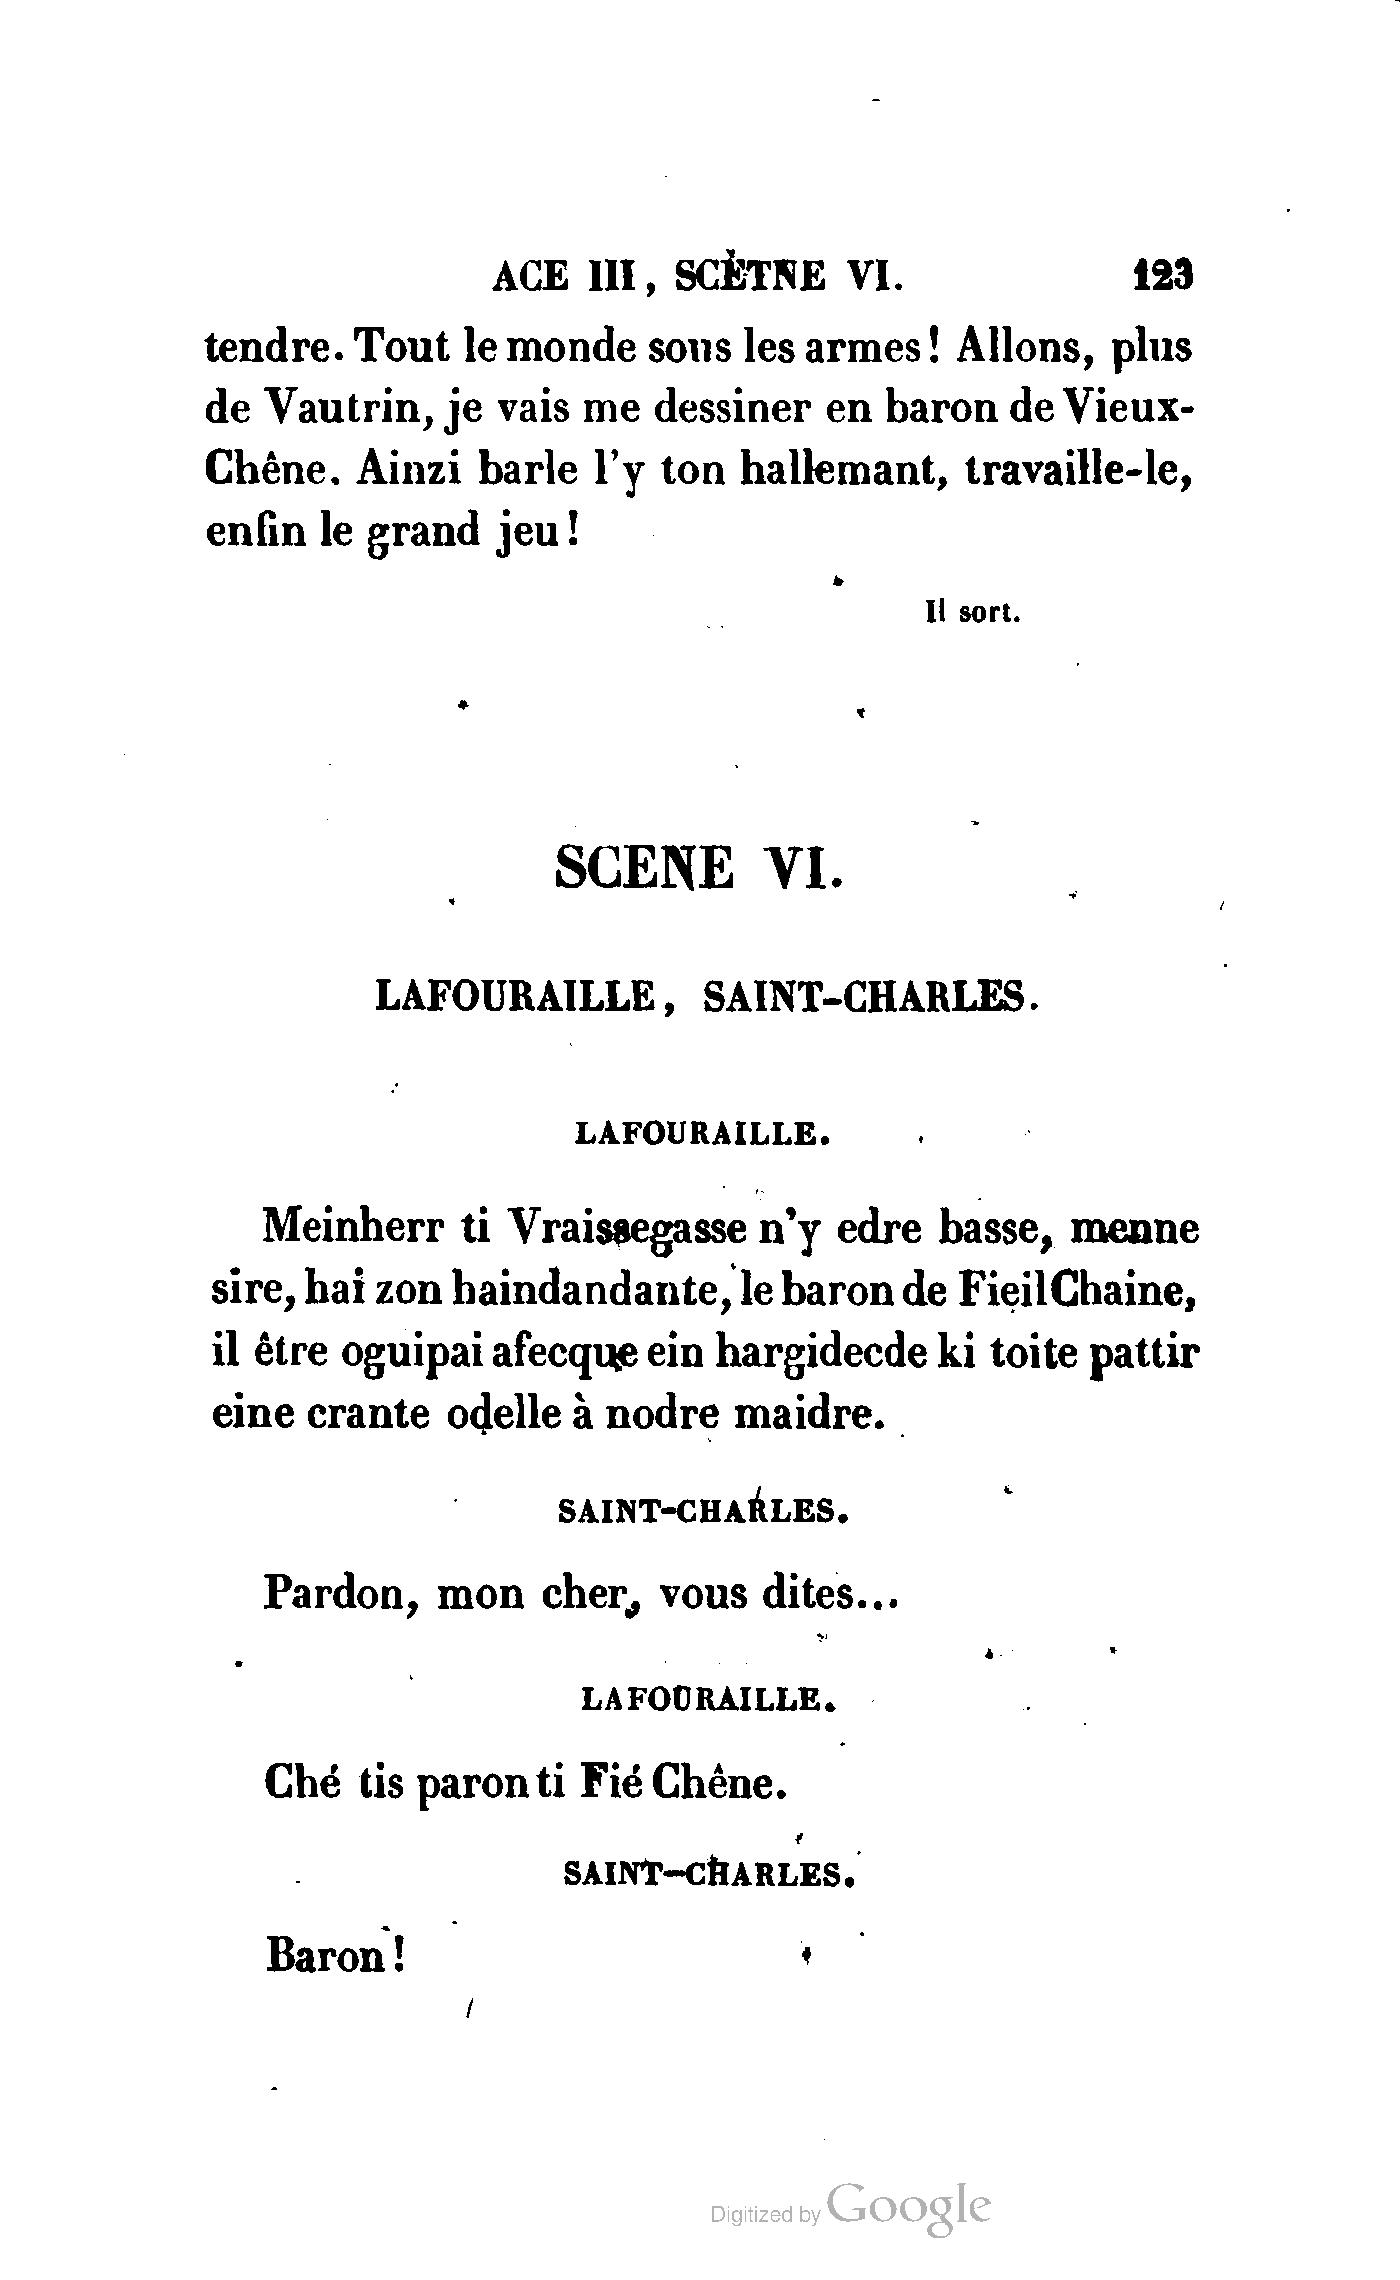 ACE III, SCÈTNE VI. 123
tendre. Tout le monde sous les armes! Allons, plus
de Vautrin, je vais me dessiner en baron de Vieux-
Chêne. Ainzi barle l'y ton hallemant, travaille-le,
enfin le grand jeu!
Il sort.
SCENE VI.
LAFOURAILLE, SAINT-CHARLES.
LAFOURAILLE.
Meinherr ti Vraissegasse n'y edre basse, menne
sire, hai zon haindandante, le baron de Fieil Chaine,
il être oguipai afecque ein hargidecde ki toite pattir
eine crante odelle à nodre maidre.
SAINT-CHARLES.
Pardon, mon cher, vous dites...
LAFOURAILLE.
Ché tis paron ti Fié Chêne.
SAINT-CHARLES.
Baron!
Digitized by Google